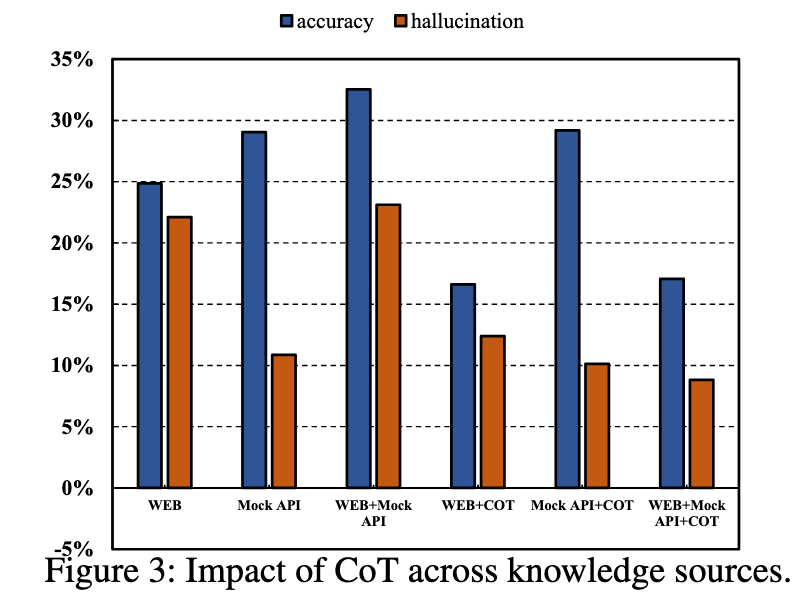 accuracy hallucination
35%
30%
25%
20%
15%
10%
5%
0%
-5%
WEB
Mock API
WEB+Mock
API
WEB+COT
Mock API+COT
WEB+Mock
API+COT
Figure 3: Impact of CoT across knowledge sources.